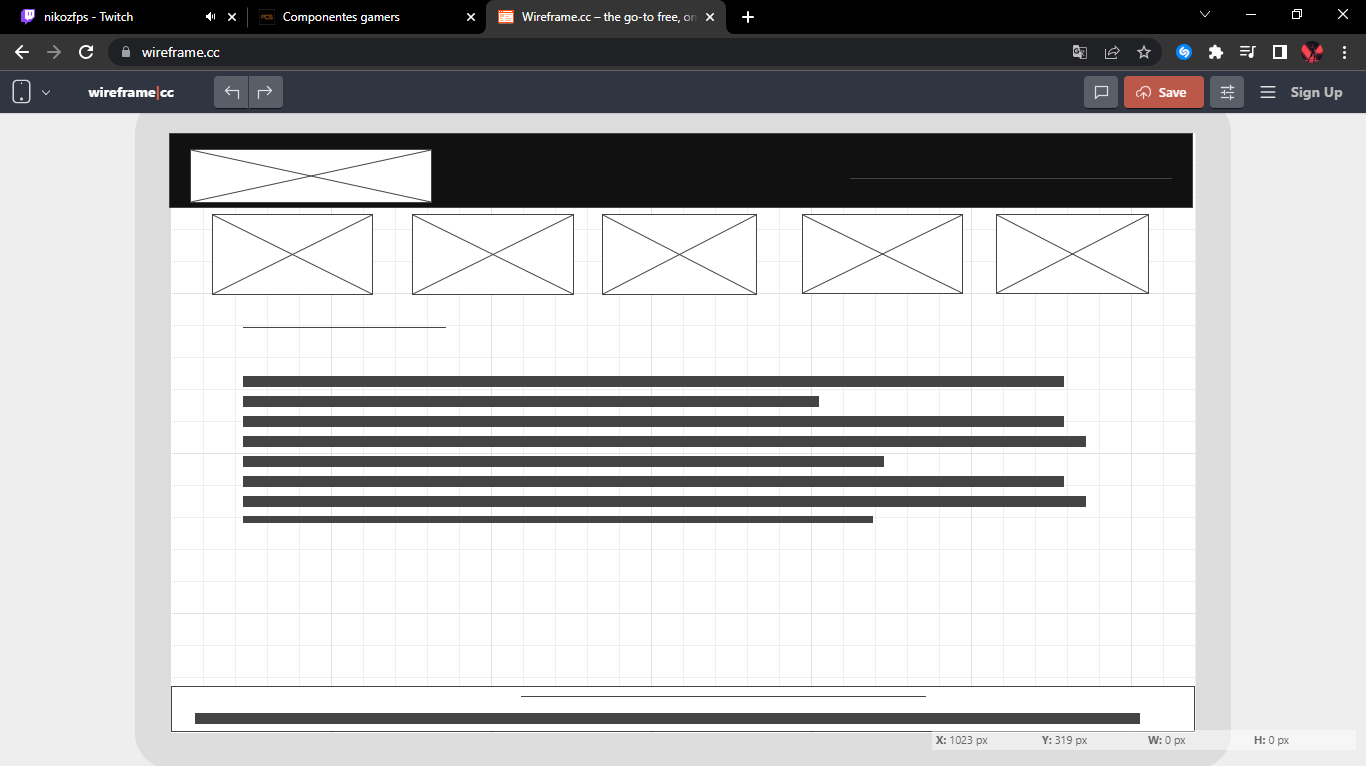 nikozfps - Twitch
PCS
Componentes gamers
Wireframe.cc – the go-to free, on
wireframe.cc
wireframe|cc
Save
Sign Up
X: 1023 px
Y: 319 px
W: 0 px
H: 0 px